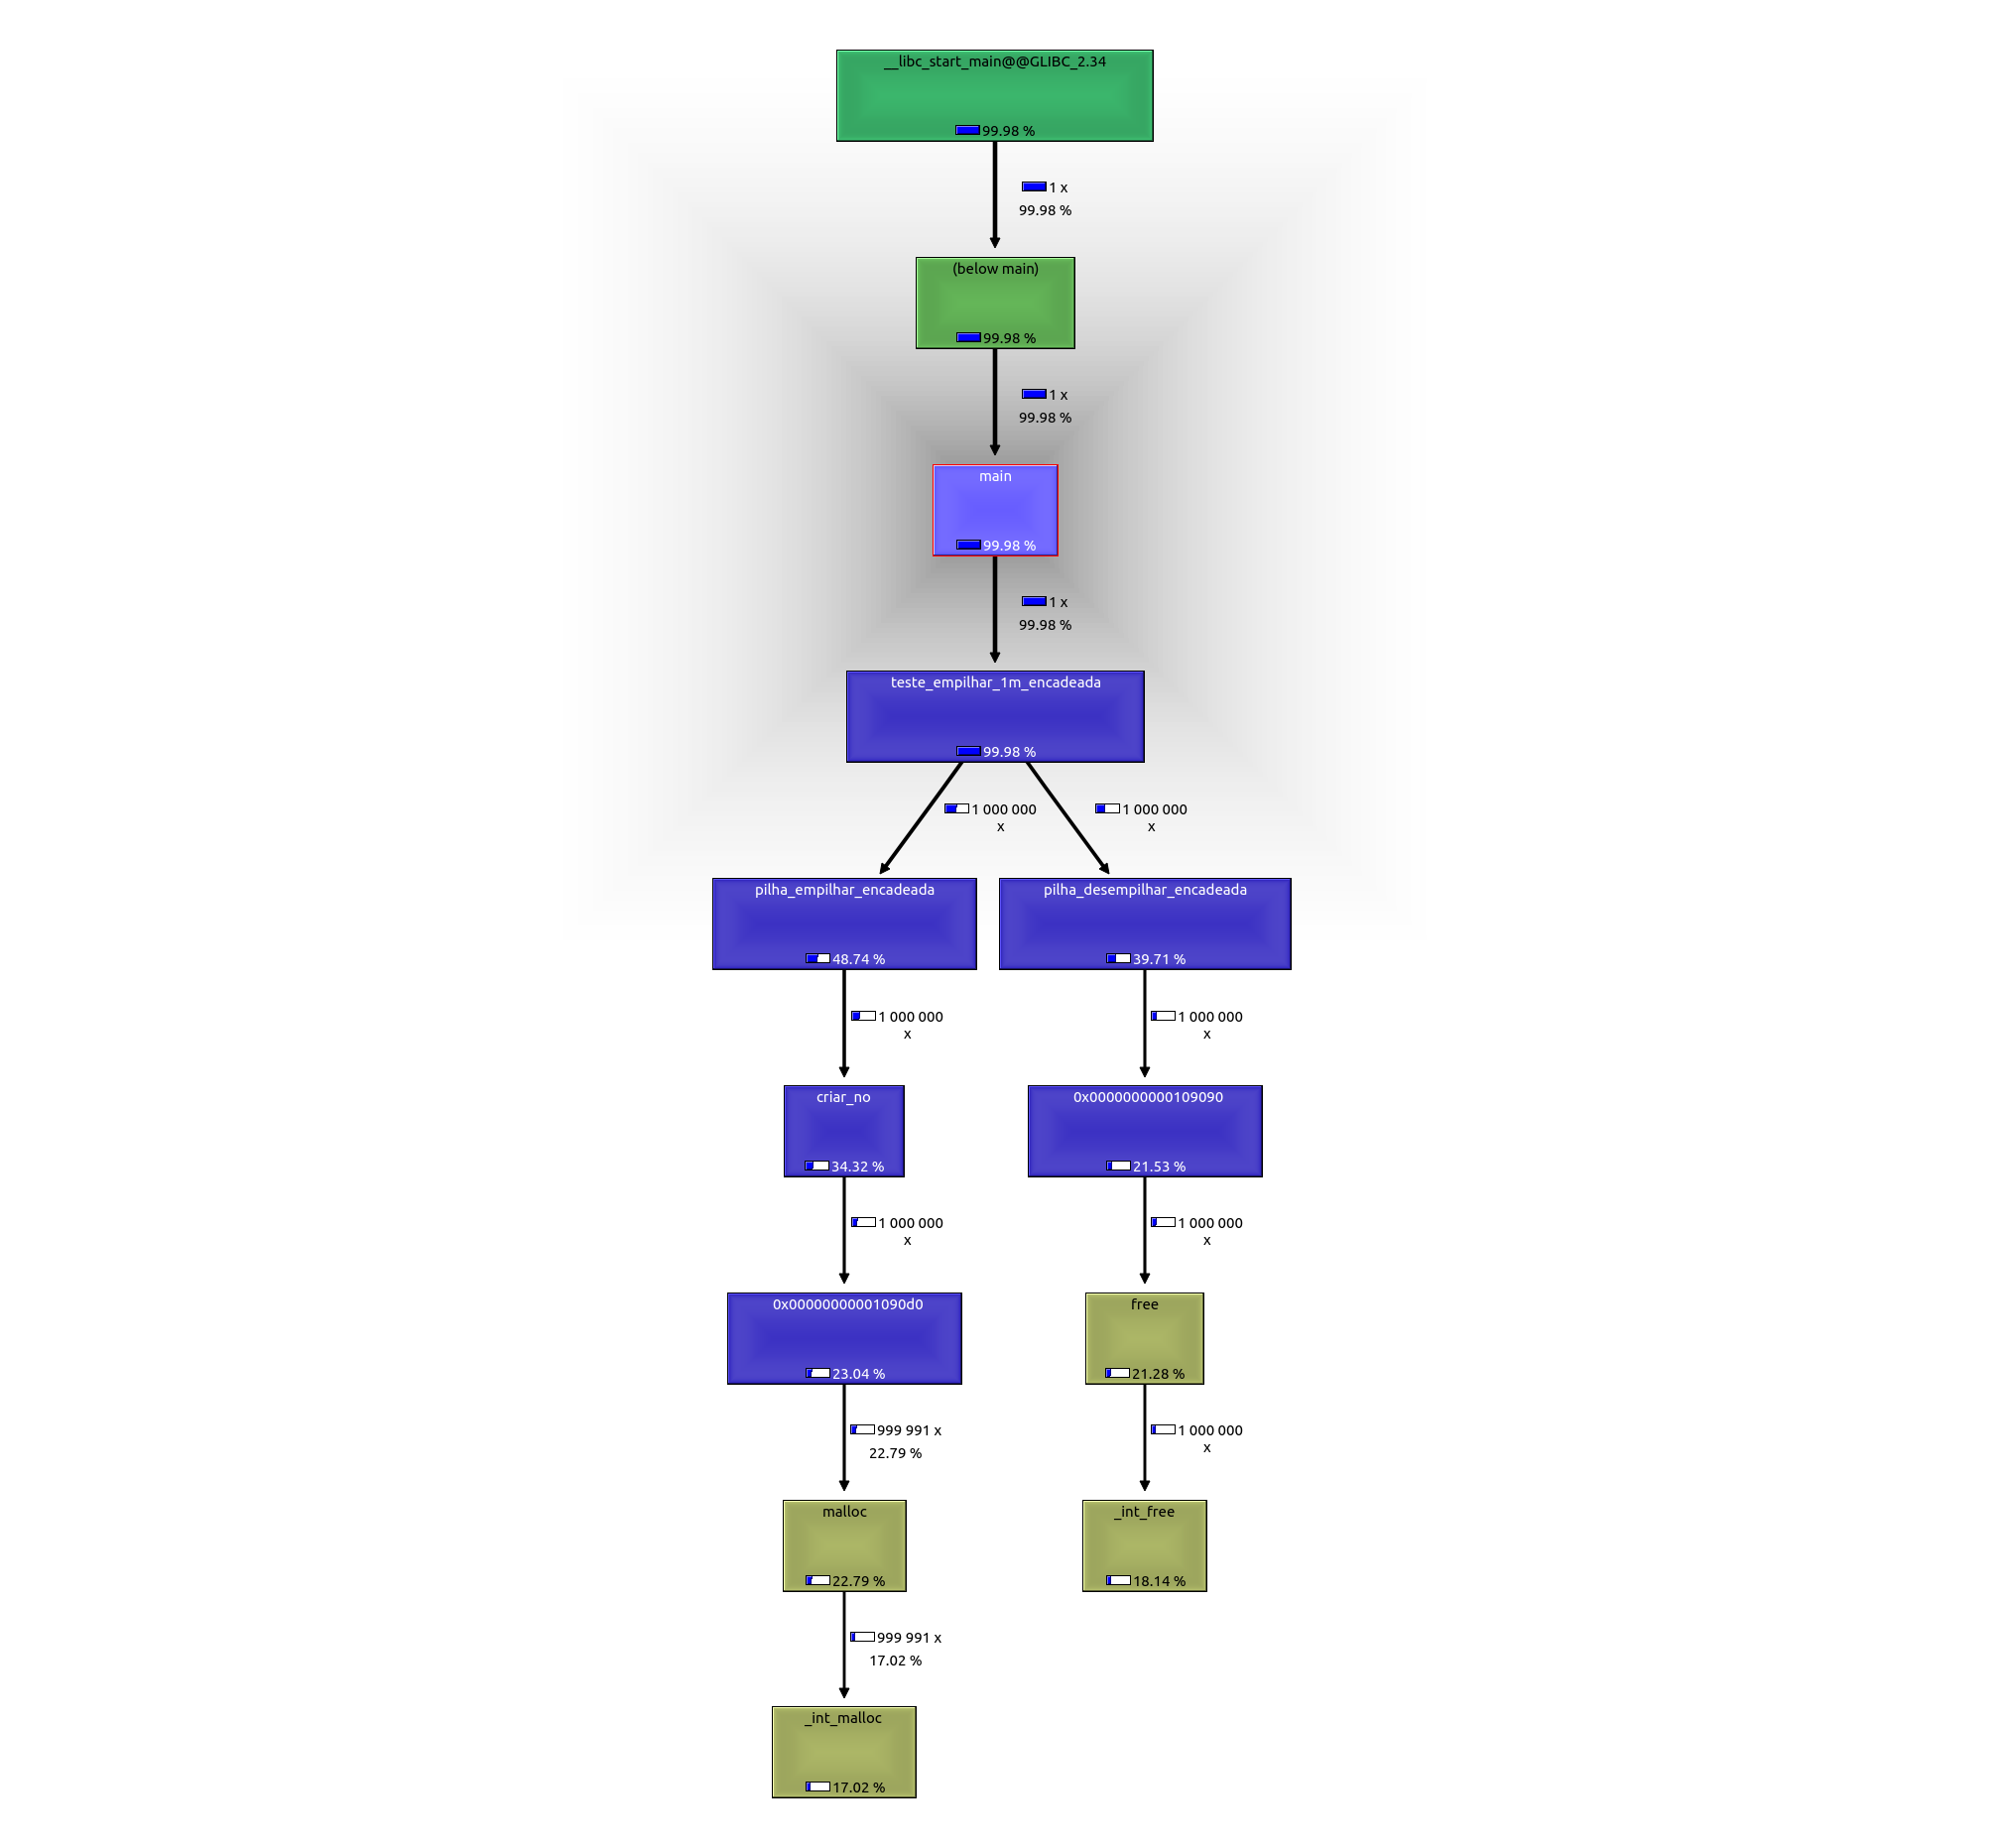 __libc_start_main@@GLIBC_2.34
99.98 %
1 x
99.98 %
(below main)
99.98 %
1 x
99.98 %
main
99.98 %
1 x
99.98 %
teste_empilhar_1m_encadeada
99.98 %
1 000 000
x
1 000 000
x
pilha_empilhar_encadeada
48.74 %
pilha_desempilhar_encadeada
39.71 %
1 000 000
x
1 000 000
x
criar_no
34.32 %
0x0000000000109090
21.53 %
1 000 000
x
1 000 000
x
0x00000000001090d0
23.04 %
free
21.28 %
999 991 x
22.79 %
1 000 000
x
malloc
22.79 %
_int_free
18.14 %
999 991 x
17.02 %
_int_malloc
17.02 %